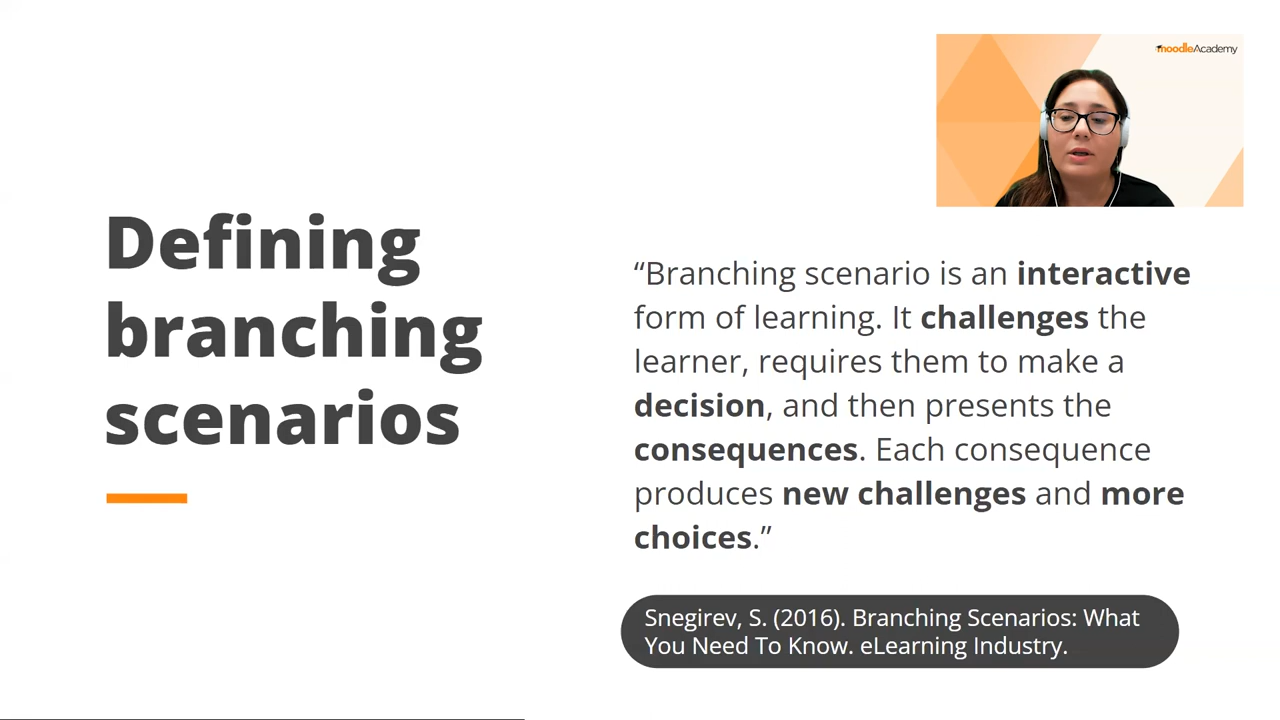 moodleAcademy
Defining
branching
scenarios
“Branching scenario is an interactive
form of learning. It challenges the
learner, requires them to make a
decision, and then presents the
consequences. Each consequence
produces new challenges and more
choices.”
Snegirev, S. (2016). Branching Scenarios: What
You Need To Know. eLearning Industry.